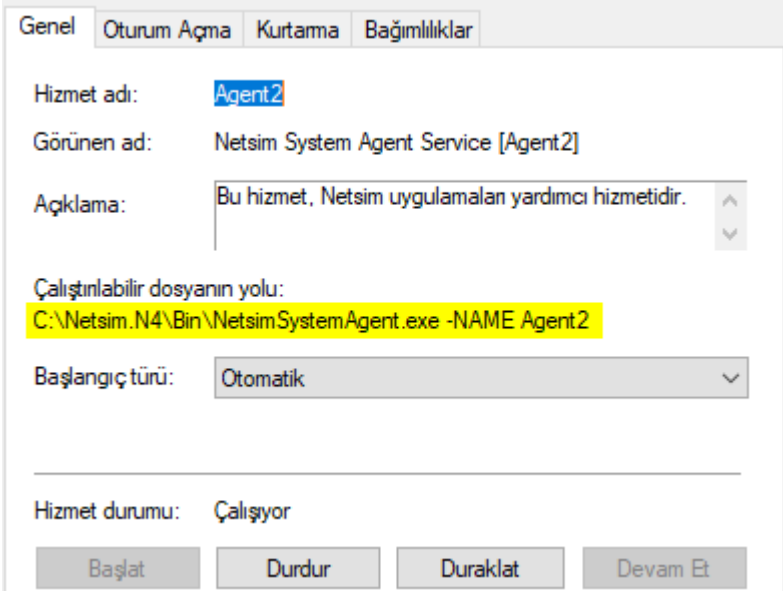 Genel Oturum Açma Kurtarma Bağımlılıklar
Hizmet adı: Agent2
Görünen ad: Netsim System Agent Service [Agent2]
Açıklama: Bu hizmet, Netsim uygulamaları yardımcı hizmetidir.
Çalıştırılabilir dosyanın yolu:
C:\Netsim.N4\Bin\NetsimSystemAgent.exe -NAME Agent2
Başlangıç türü: Otomatik
Hizmet durumu: Çalışıyor
Başlat Durdur Duraklat Devam Et